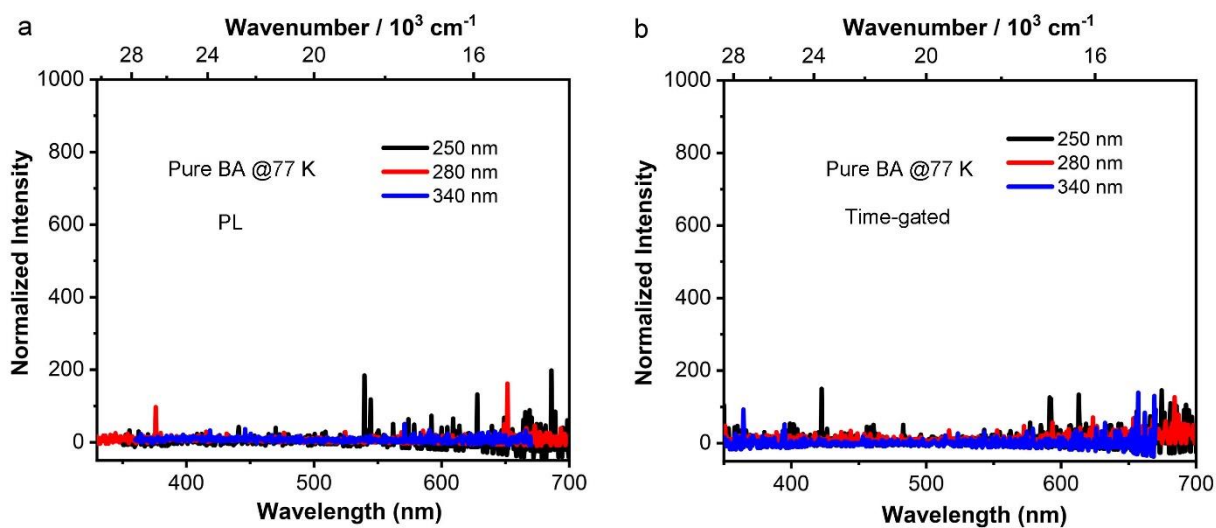 a
Wavenumber / 10³ cm⁻¹
28 24 20 16
1000
800
600
400
200
0
Normalized Intensity
Pure BA @77 K
PL
250 nm
280 nm
340 nm
400 500 600 700
Wavelength (nm)
b
Wavenumber / 10³ cm⁻¹
28 24 20 16
1000
800
600
400
200
0
Normalized Intensity
Pure BA @77 K
Time-gated
250 nm
280 nm
340 nm
400 500 600 700
Wavelength (nm)